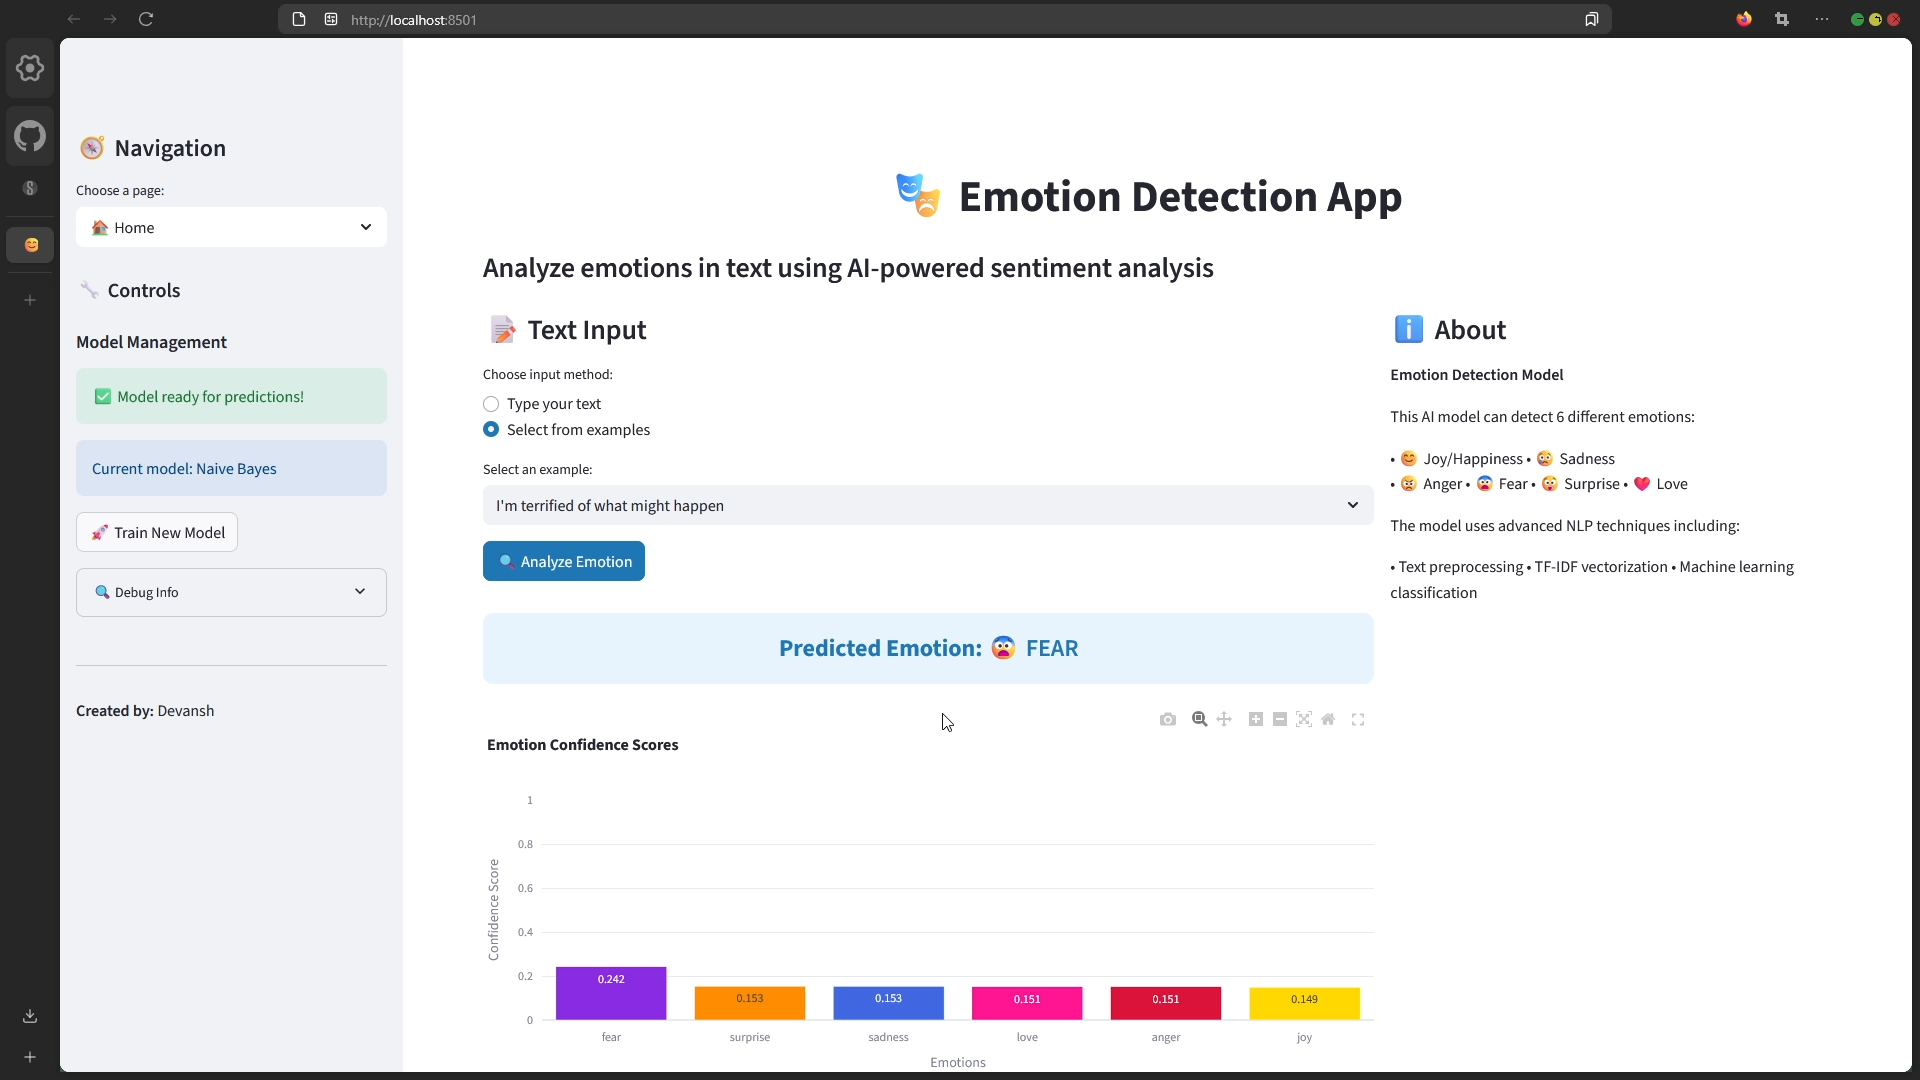 http://localhost:8501
🧭 Navigation
Choose a page:
🏠 Home
🔧 Controls
Model Management
✅ Model ready for predictions!
Current model: Naive Bayes
🚀 Train New Model
🔍 Debug Info
Created by: Devansh
🎭 Emotion Detection App
Analyze emotions in text using AI-powered sentiment analysis
📝 Text Input
Choose input method:
Type your text
Select from examples
Select an example:
I'm terrified of what might happen
🔍 Analyze Emotion
Predicted Emotion: 😨 FEAR
Emotion Confidence Scores
Confidence Score
1
0.8
0.6
0.4
0.2
0
0.242
0.153
0.153
0.151
0.151
0.149
fear
surprise
sadness
love
anger
joy
Emotions
ℹ️ About
Emotion Detection Model
This AI model can detect 6 different emotions:
• 😊 Joy/Happiness • 😢 Sadness
• 😠 Anger • 😨 Fear • 😲 Surprise • ❤️ Love
The model uses advanced NLP techniques including:
• Text preprocessing • TF-IDF vectorization • Machine learning
classification